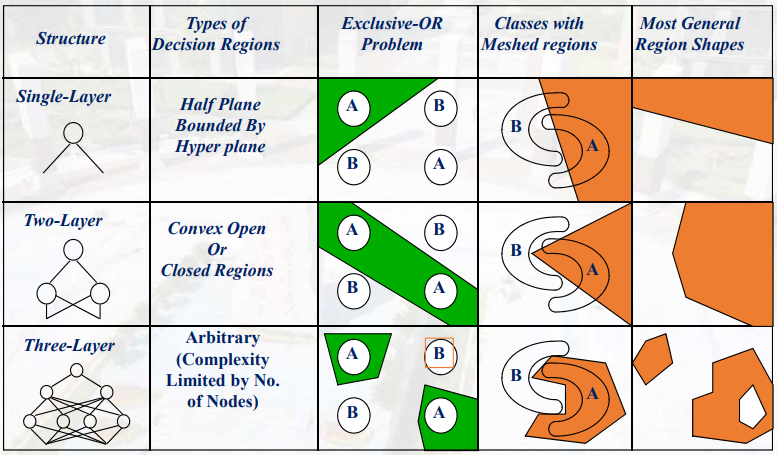 Structure
Types of
Decision Regions
Exclusive-OR
Problem
Classes with
Meshed regions
Most General
Region Shapes
Single-Layer
Half Plane
Bounded By
Hyper plane
A
B
B
A
B
A
Two-Layer
Convex Open
Or
Closed Regions
A
B
B
A
B
A
Three-Layer
Arbitrary
(Complexity
Limited by No.
of Nodes)
A
B
B
A
B
A